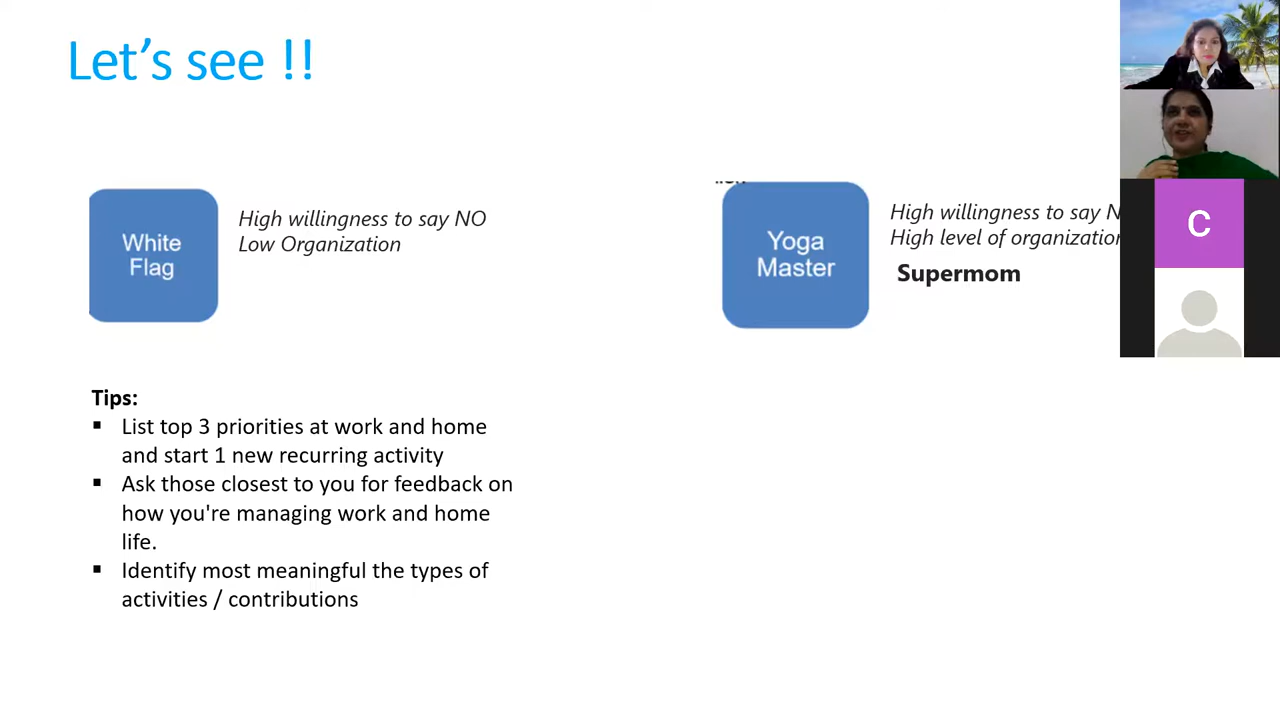 Let's see !!
White
Flag
High willingness to say NO
Low Organization
Yoga
Master
High willingness to say
High level of
Supermom
C
Tips:
▪ List top 3 priorities at work and home
and start 1 new recurring activity
▪ Ask those closest to you for feedback on
how you're managing work and home
life.
▪ Identify most meaningful the types of
activities / contributions